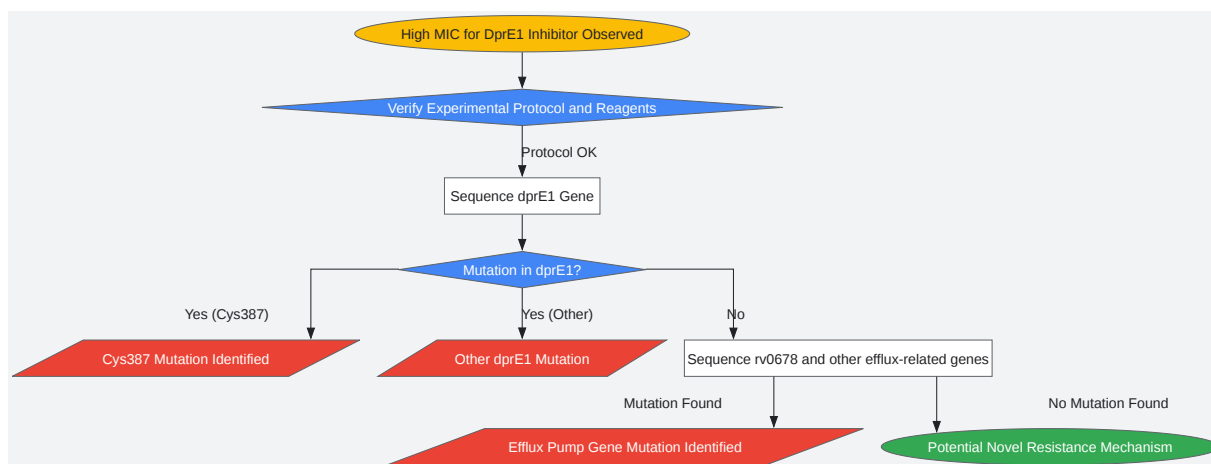 High MIC for DprE1 Inhibitor Observed
Verify Experimental Protocol and Reagents
Protocol OK
Sequence dprE1 Gene
Mutation in dprE1?
Yes (Cys387)
Yes (Other)
No
Cys387 Mutation Identified
Other dprE1 Mutation
Sequence rv0678 and other efflux-related genes
Mutation Found
No Mutation Found
Efflux Pump Gene Mutation Identified
Potential Novel Resistance Mechanism